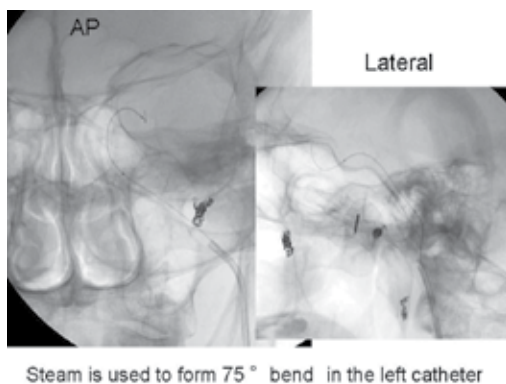 AP
Lateral
Steam is used to form 75° bend in the left catheter